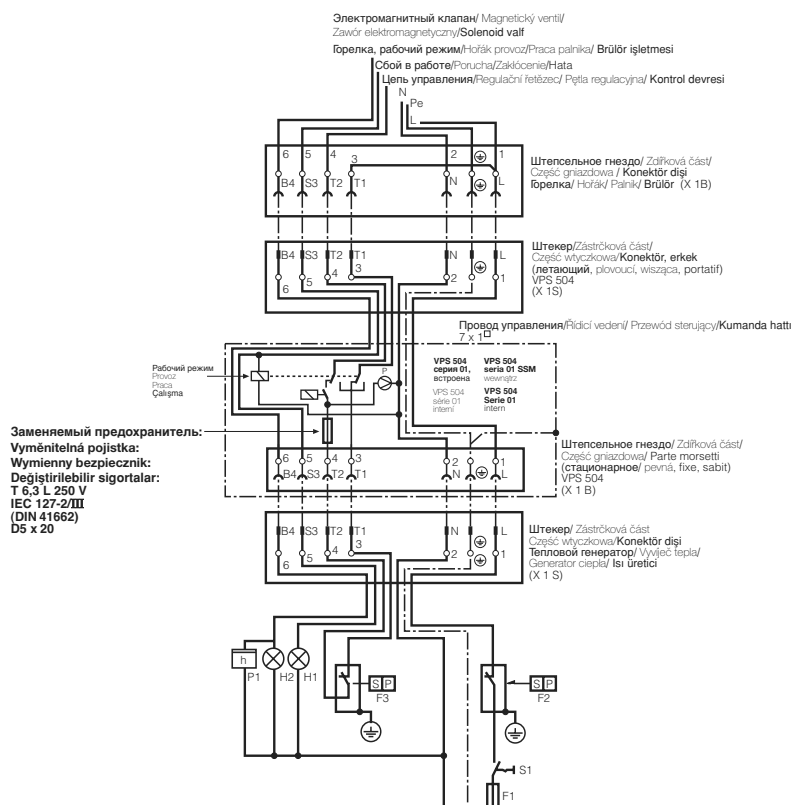 Электромагнитный клапан/ Magnetický ventil/
Zawór elektromagnetyczny/Solenoid valf
Горелка, рабочий режим/Hořák provoz/Praca palnika/ Brülör işletmesi
Сбой в работе/Porucha/Zakłócenie/Hata
Цепь управления/Regulační řetězec/ Pętla regulacyjna/ Kontrol devresi
N
Pe
L
6 5 4 3 2 1
B4 S3 T2 T1 N L
Штепсельное гнездо/ Zdířková část/
Część gniazdowa / Konektör dişi
Горелка/ Hořák/ Palnik/ Brülör (X 1B)
B4 S3 T2 T1 N L
6 5 4 3 2 1
Штекер/Zástrčková část/
Część wtyczkowa/Konektör, erkek
(летающий, plovoucí, wisząca, portatif)
VPS 504
(X 1S)
Провод управления/Řídicí vedení/ Przewód sterujący/Kumanda hattı
7 x 1
Рабочий режим
Provoz
Praca
Çalışma
P
VPS 504
серия 01,
встроена
VPS 504
série 01
interní
VPS 504
seria 01 SSM
wewnątrz
VPS 504
Serie 01
intern
Заменяемый предохранитель:
Vyměnitelná pojistka:
Wymienny bezpiecznik:
Değiştirilebilir sigortalar:
T 6,3 L 250 V
IEC 127-2/III
(DIN 41662)
D5 x 20
6 5 4 3 2 1
B4 S3 T2 T1 N L
Штепсельное гнездо/ Zdířková část/
Część gniazdowa/ Parte morsetti
(стационарное/ pevná, fixe, sabit)
VPS 504
(X 1 B)
B4 S3 T2 T1 N L
6 5 4 3 2 1
Штекер/ Zástrčková část
Część wtyczkowa/Konektör dişi
Тепловой генератор/ Vyvíječ tepla/
Generator ciepła/ Isı üretici
(X 1 S)
h
P1 H2 H1
S P
F3
S P
F2
S1
F1